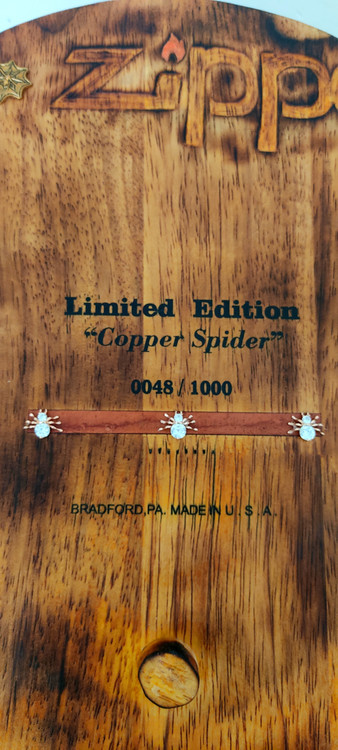 Zippo
Limited Edition
“Copper Spider”
0048 / 1000
BRADFORD,PA. MADE IN U . S . A .